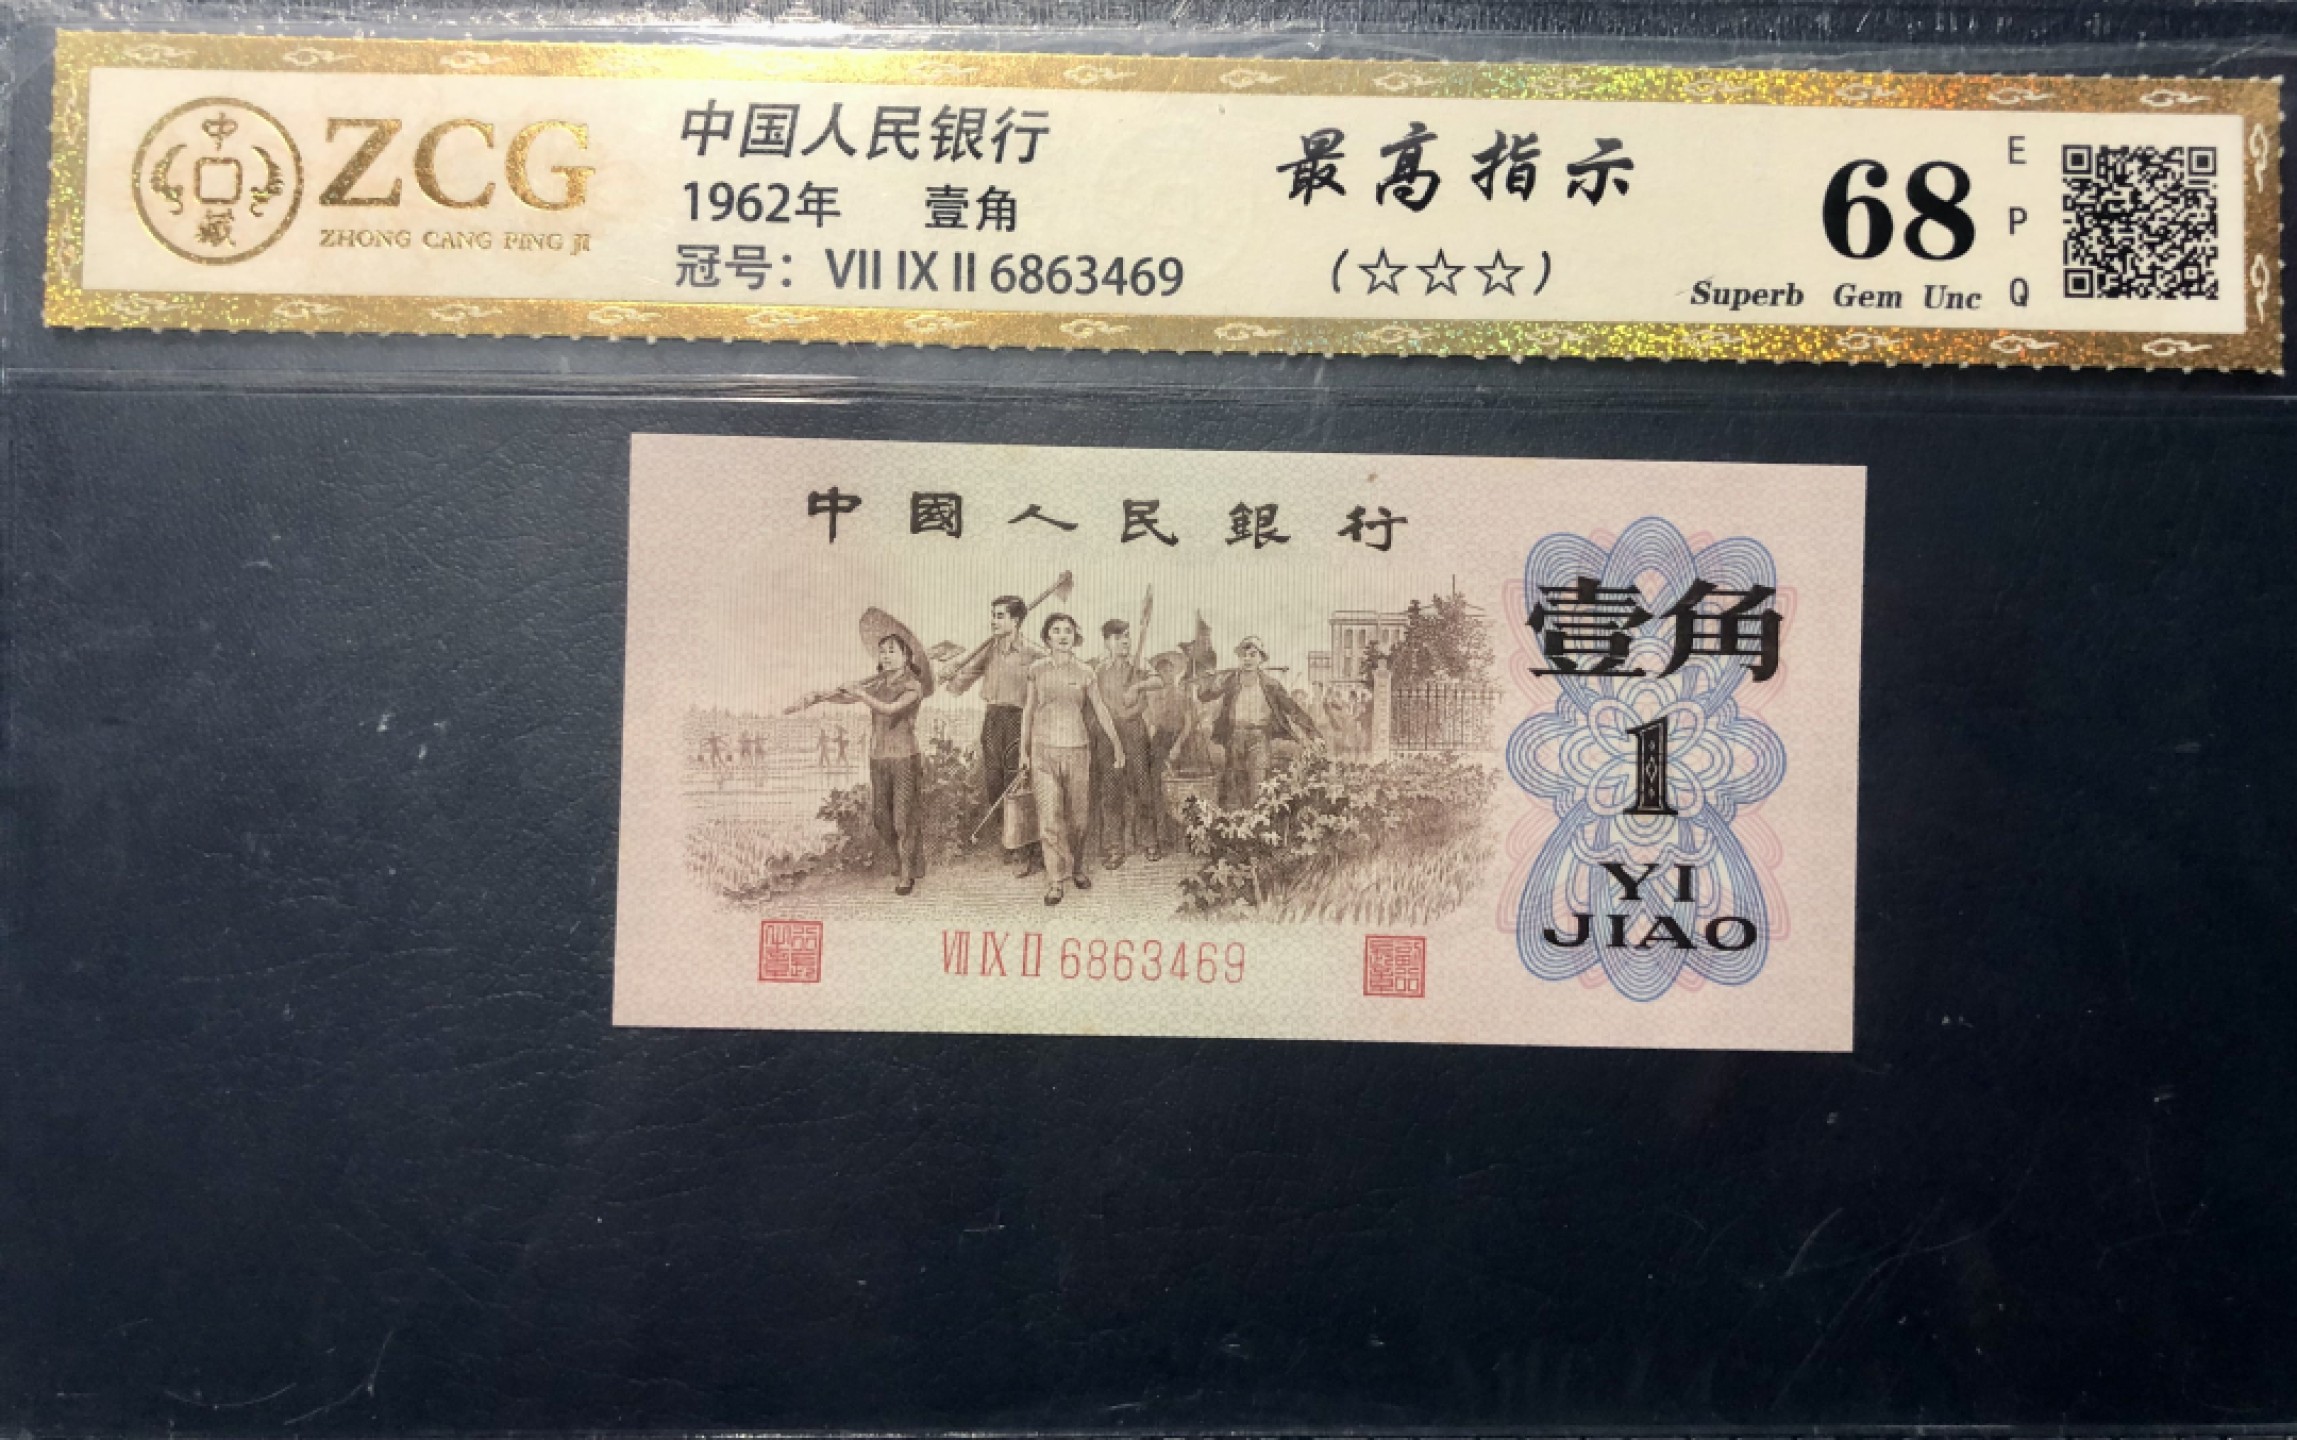 中
藏
ZCG
ZHONG CANG PING JI
中国人民银行
1962年 壹角
冠号：VII IX II 6863469
最高指示
(☆☆☆)
68
Superb Gem Unc
E
P
Q
中國人民銀行
壹角
1
YI
JIAO
VII IX II 6863469